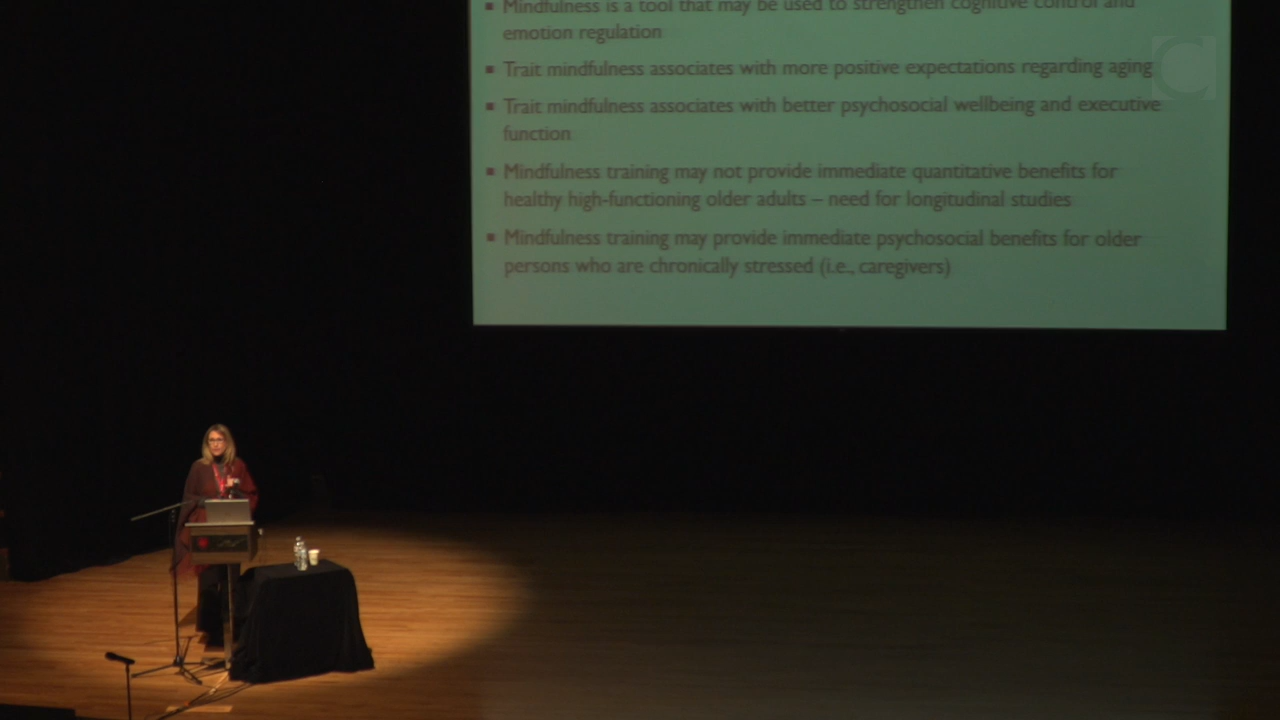 Mindfulness is a tool that may be used to strengthen cognitive control and
emotion regulation
Trait mindfulness associates with more positive expectations regarding aging
Trait mindfulness associates with better psychosocial wellbeing and executive
function
Mindfulness training may not provide immediate quantitative benefits for
healthy high-functioning older adults – need for longitudinal studies
Mindfulness training may provide immediate psychosocial benefits for older
persons who are chronically stressed (i.e., caregivers)